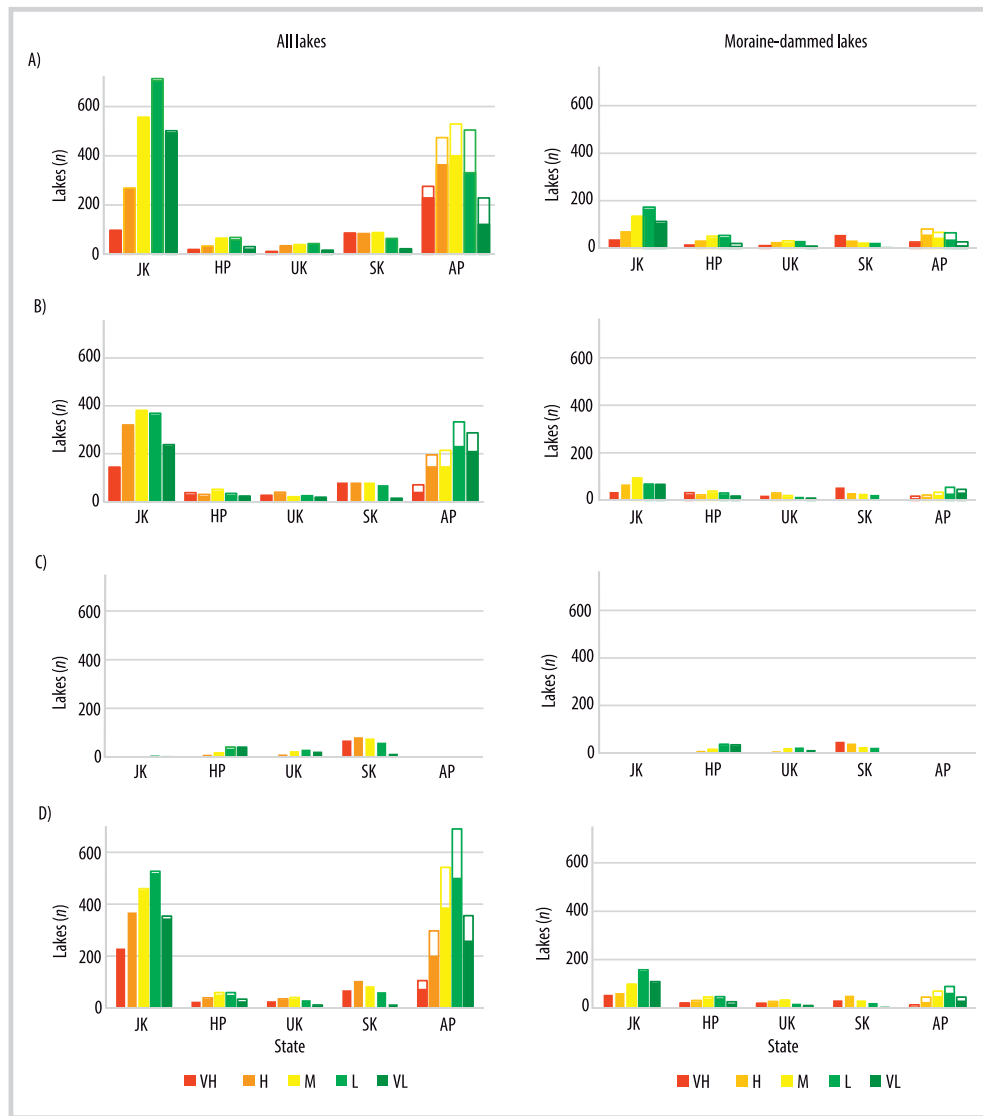 All lakes
Moraine-dammed lakes
A)
Lakes (n)
600
400
200
0
JK HP UK SK AP
Lakes (n)
600
400
200
0
JK HP UK SK AP
B)
Lakes (n)
600
400
200
0
JK HP UK SK AP
Lakes (n)
600
400
200
0
JK HP UK SK AP
C)
Lakes (n)
600
400
200
0
JK HP UK SK AP
Lakes (n)
600
400
200
0
JK HP UK SK AP
D)
Lakes (n)
600
400
200
0
JK HP UK SK AP
State
Lakes (n)
600
400
200
0
JK HP UK SK AP
State
VH H M L VL
VH H M L VL